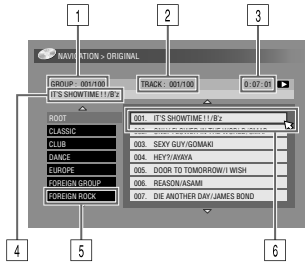 1
2
3
NAVIGATION > ORIGINAL
GROUP : 001/100
TRACK : 001/100
0:07:01
IT'S SHOWTIME!!/B'z
ROOT
CLASSIC
CLUB
DANCE
EUROPE
FOREIGN GROUP
FOREIGN ROCK
001. IT'S SHOWTIME!!/B'z
003. SEXY GUY/GOMAKI
004. HEY?/AYAYA
005. DOOR TO TOMORROW/I WISH
006. REASON/ASAMI
007. DIE ANOTHER DAY/JAMES BOND
4
5
6